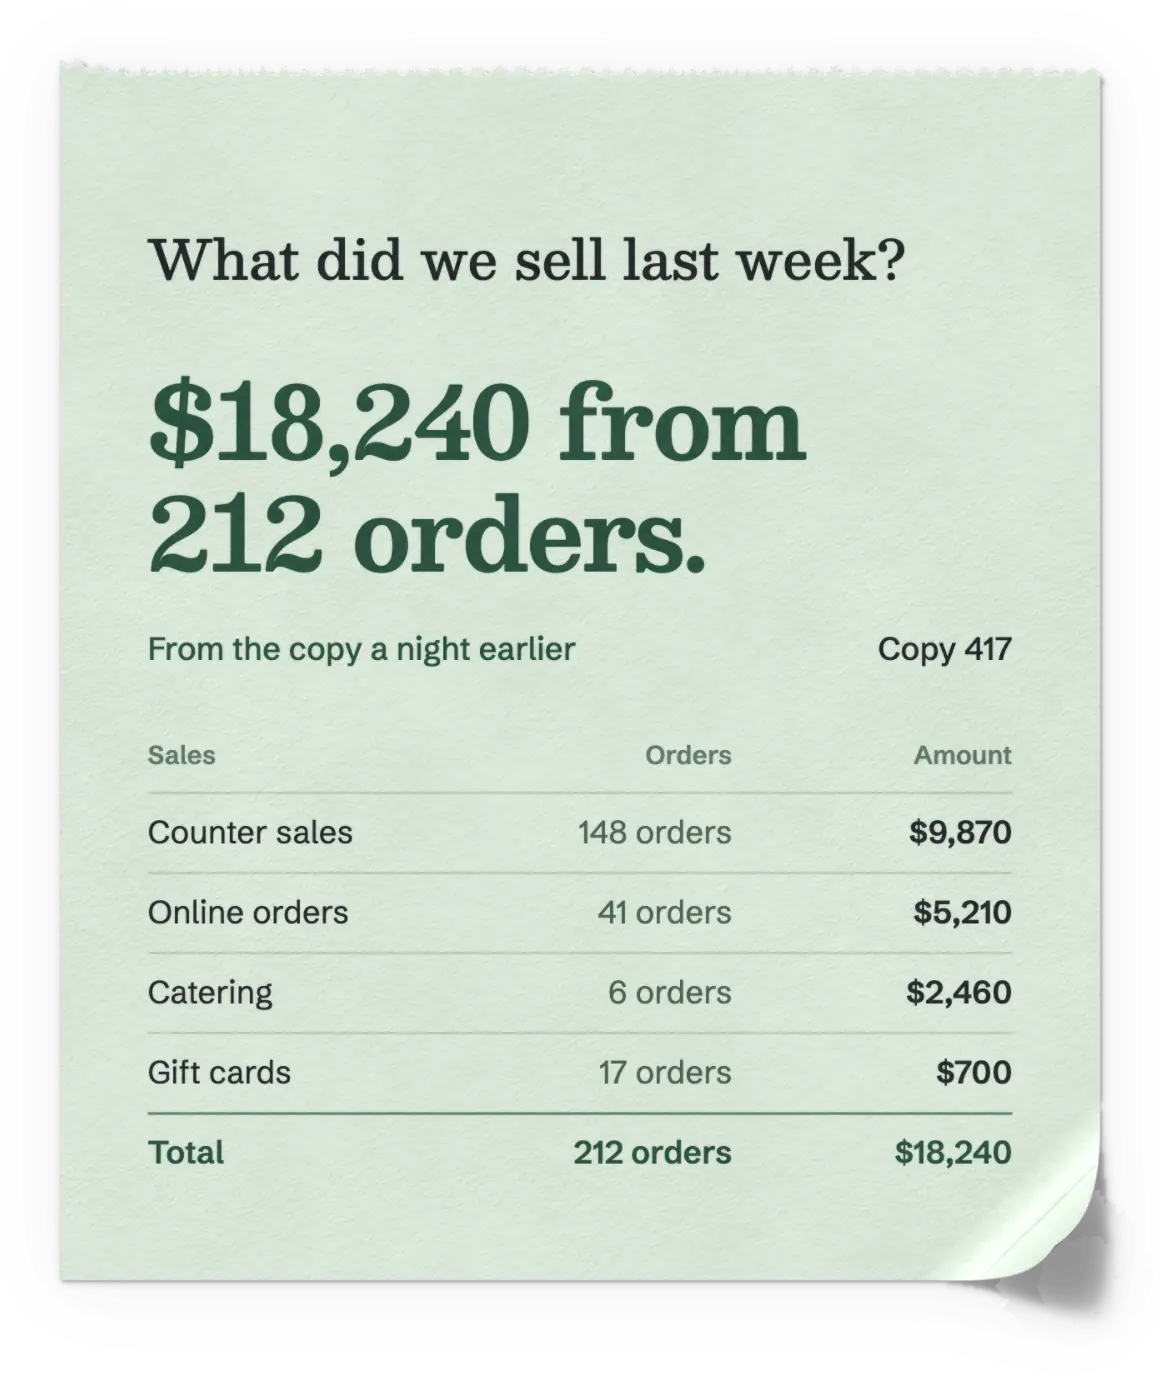 What did we sell last week?
$18,240 from
212 orders.
From the copy a night earlier Copy 417
Sales Orders Amount
Counter sales 148 orders $9,870
Online orders 41 orders $5,210
Catering 6 orders $2,460
Gift cards 17 orders $700
Total 212 orders $18,240